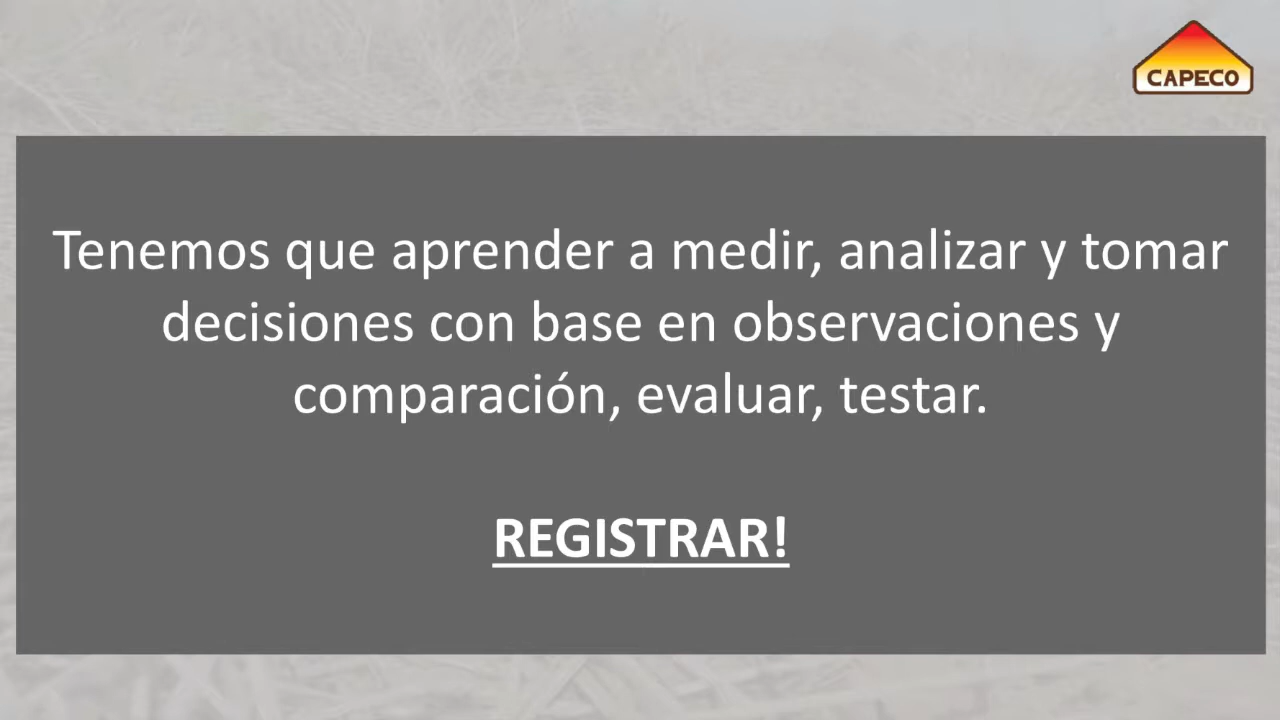 CAPECO
Tenemos que aprender a medir, analizar y tomar
decisiones con base en observaciones y
comparación, evaluar, testar.
REGISTRAR!